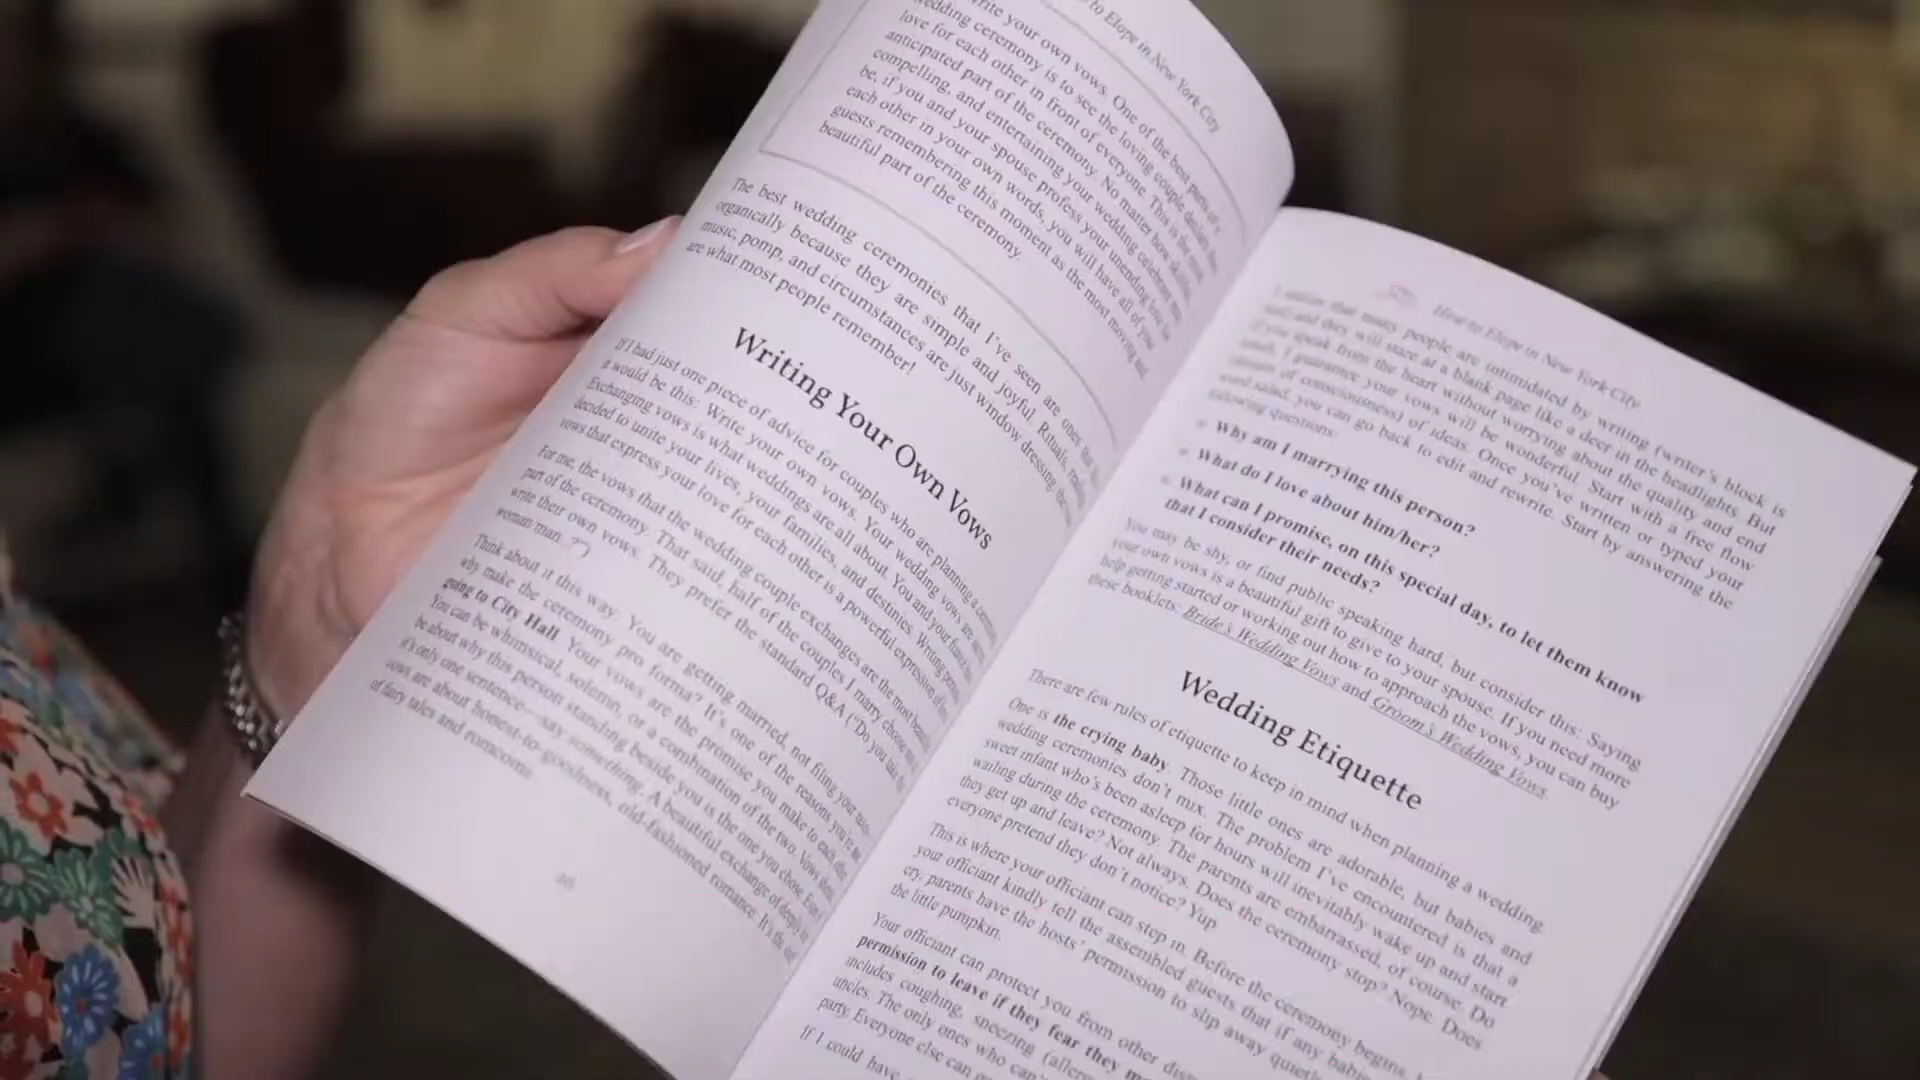 to Elope in New York City
write your own vows. One of the best parts of a
wedding ceremony is to see the loving couple declare their
love for each other in front of everyone. This is the most
anticipated part of the ceremony. No matter how skilled,
compelling, and entertaining your wedding celebrant may
be, if you and your spouse profess your unending love for
each other in your own words, you will have all of your
guests remembering this moment as the most moving and
beautiful part of the ceremony.
The best wedding ceremonies that I've seen are ones that
organically because they are simple and joyful. Rituals,
music, pomp, and circumstances are just window dressing; the
are what most people remember!
Writing Your Own Vows
If I had just one piece of advice for couples who are planning a
it would be this: Write your own vows. Your wedding vows are
Exchanging vows is what weddings are all about. You and your
decided to unite your lives, your families, and destinies. Writing
vows that express your love for each other is a powerful expression of
For me, the vows that the wedding couple exchanges are the most
part of the ceremony. That said, half of the couples I marry choose
write their own vows. They prefer the standard Q&A ("Do you take
woman/man. ?")
Think about it this way. You are getting married, not filing your
why make the ceremony pro forma? It's one of the reasons you're
going to City Hall. Your vows are the promise you make to each
You can be whimsical, solemn, or a combination of the two. Vows
be about why this person standing beside you is the one you chose. Even
it's only one sentence—say something. A beautiful exchange of
vows are about honest-to-goodness, old-fashioned romance. It's the
of fairy tales and romcoms.
How to Elope in New York City
I realize that many people are intimidated by writing (writer's block is
real) and they will stare at a blank page like a deer in the headlights. But
if you speak from the heart without worrying about the quality and end
result, I guarantee your vows will be wonderful. Start with a free flow
(stream of consciousness) of ideas. Once you've written or typed your
word salad, you can go back to edit and rewrite. Start by answering the
following questions:
Why am I marrying this person?
What do I love about him/her?
What can I promise, on this special day, to let them know
that I consider their needs?
You may be shy, or find public speaking hard, but consider this: Saying
your own vows is a beautiful gift to give to your spouse. If you need more
help getting started or working out how to approach the vows, you can buy
these booklets: Bride's Wedding Vows and Groom's Wedding Vows.
Wedding Etiquette
There are few rules of etiquette to keep in mind when planning a wedding.
One is the crying baby. Those little ones are adorable, but babies and
wedding ceremonies don't mix. The problem I've encountered is that a
sweet infant who's been asleep for hours will inevitably wake up and start
wailing during the ceremony. The parents are embarrassed, of course. Do
they get up and leave? Not always. Does the ceremony stop? Nope. Does
everyone pretend they don't notice? Yup
This is where your officiant can step in. Before the ceremony begins,
your officiant kindly tell the assembled guests that if any
cry, parents have the hosts' permission to slip away
the little pumpkin.
Your officiant can protect you from other
permission to leave if they fear they
includes coughing, sneezing
uncles. The only ones who can't
party. Everyone else can
If I could have